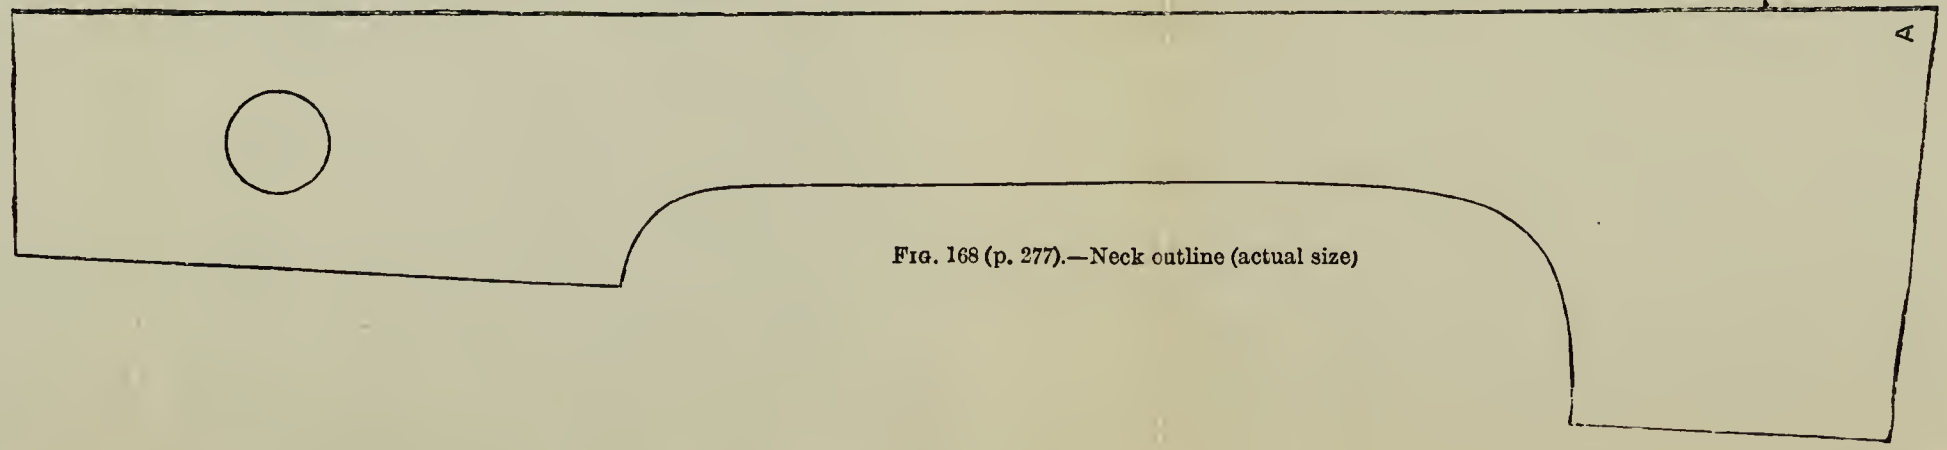 A
FIG. 168 (p. 277).—Neck outline (actual size)